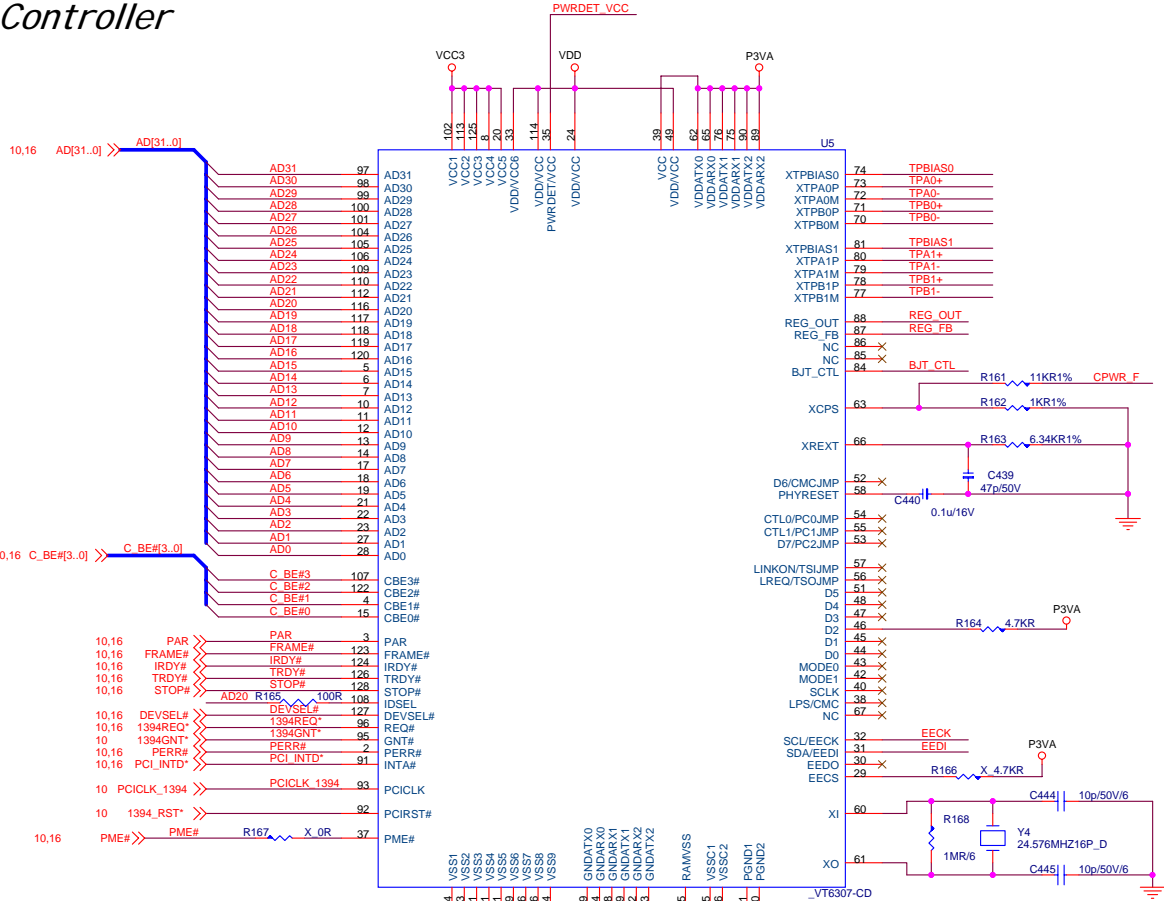 Controller
PWRDET_VCC
VCC3
VDD
P3VA
102
113
125
8
20
33
114
35
24
39
49
62
65
76
75
90
89
U5
VCC1
VCC2
VCC3
VCC4
VCC5
VDD/VCC6
VDD/VCC
PWRDET/VCC
VDD/VCC
VCC
VDD/VCC
VDDATX0
VDDARX0
VDDATX1
VDDARX1
VDDATX2
VDDARX2
10,16 AD[31..0] AD[31..0]
AD31 97 AD31
AD30 98 AD30
AD29 99 AD29
AD28 100 AD28
AD27 101 AD27
AD26 104 AD26
AD25 105 AD25
AD24 106 AD24
AD23 109 AD23
AD22 110 AD22
AD21 112 AD21
AD20 116 AD20
AD19 117 AD19
AD18 118 AD18
AD17 119 AD17
AD16 120 AD16
AD15 5 AD15
AD14 6 AD14
AD13 7 AD13
AD12 10 AD12
AD11 11 AD11
AD10 12 AD10
AD9 13 AD9
AD8 14 AD8
AD7 17 AD7
AD6 18 AD6
AD5 19 AD5
AD4 21 AD4
AD3 22 AD3
AD2 23 AD2
AD1 27 AD1
AD0 28 AD0
C_BE#[3..0] C_BE#[3..0]
C_BE#3 107 CBE3#
C_BE#2 122 CBE2#
C_BE#1 4 CBE1#
C_BE#0 15 CBE0#
10,16 PAR PAR 3 PAR
10,16 FRAME# FRAME# 123 FRAME#
10,16 IRDY# IRDY# 124 IRDY#
10,16 TRDY# TRDY# 126 TRDY#
10,16 STOP# STOP# 128 STOP#
AD20 R165 100R 108 IDSEL
10,16 DEVSEL# DEVSEL# 127 DEVSEL#
10,16 1394REQ* 1394REQ* 96 REQ#
10 1394GNT* 1394GNT* 95 GNT#
10,16 PERR# PERR# 2 PERR#
10,16 PCI_INTD* PCI_INTD* 91 INTA#
10 PCICLK_1394 PCICLK_1394 93 PCICLK
10 1394_RST* 92 PCIRST#
10,16 PME# PME# R167 X_0R 37 PME#
XTPBIAS0 74 TPBIAS0
XTPA0P 73 TPA0+
XTPA0M 72 TPA0-
XTPB0P 71 TPB0+
XTPB0M 70 TPB0-
XTPBIAS1 81 TPBIAS1
XTPA1P 80 TPA1+
XTPA1M 79 TPA1-
XTPB1P 78 TPB1+
XTPB1M 77 TPB1-
REG_OUT 88 REG_OUT
REG_FB 87 REG_FB
NC 86
NC 85
BJT_CTL 84 BJT_CTL
R161 11KR1% CPWR_F
XCPS 63 R162 1KR1%
XREXT 66 R163 6.34KR1%
C439
47p/50V
D6/CMCJMP 52
PHYRESET 58 C440
0.1u/16V
CTL0/PC0JMP 54
CTL1/PC1JMP 55
D7/PC2JMP 53
LINKON/TSIJMP 57
LREQ/TSOJMP 56
D5 51
D4 48
D3 47
D2 46 R164 4.7KR P3VA
D1 45
D0 44
MODE0 43
MODE1 42
SCLK 40
LPS/CMC 38
NC 67
SCL/EECK 32 EECK
SDA/EEDI 31 EEDI
EEDO 30
EECS 29 R166 X_4.7KR P3VA
XI 60 C444 10p/50V/6
R168
1MR/6
Y4
24.576MHZ16P_D
XO 61 C445 10p/50V/6
VSS1
VSS2
VSS3
VSS4
VSS5
VSS6
VSS7
VSS8
VSS9
GNDATX0
GNDARX0
GNDARX1
GNDATX1
GNDARX2
GNDATX2
RAMVSS
VSSC1
VSSC2
PGND1
PGND2
_VT6307-CD